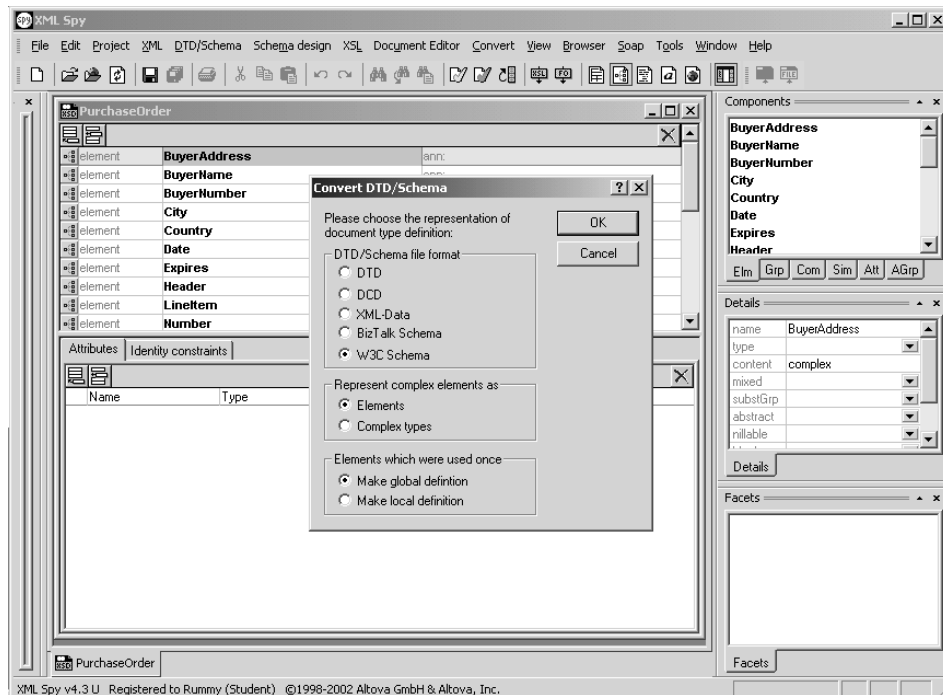 XML Spy
File Edit Project XML DTD/Schema Schema design XSL Document Editor Convert View Browser Soap Tools Window Help
PurchaseOrder
element BuyerAddress ann:
element BuyerName ann:
element BuyerNumber
element City
element Country
element Date
element Expires
element Header
element LineItem
element Number
Attributes Identity constraints
Name Type
Convert DTD/Schema
Please choose the representation of
document type definition:
OK
Cancel
DTD/Schema file format
DTD
DCD
XML-Data
BizTalk Schema
W3C Schema
Represent complex elements as
Elements
Complex types
Elements which were used once
Make global defintion
Make local definition
Components
BuyerAddress
BuyerName
BuyerNumber
City
Country
Date
Expires
Header
Elm Grp Com Sim Att AGrp
Details
name BuyerAddress
type
content complex
mixed
substGrp
abstract
nillable
Details
Facets
Facets
PurchaseOrder
XML Spy v4.3 U Registered to Rummy (Student) ©1998-2002 Altova GmbH & Altova, Inc.